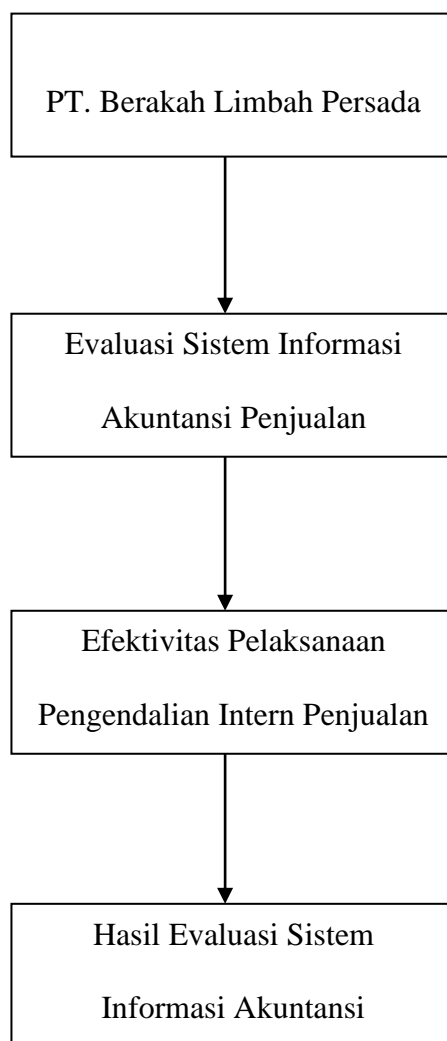 PT. Berakah Limbah Persada
Evaluasi Sistem Informasi
Akuntansi Penjualan
Efektivitas Pelaksanaan
Pengendalian Intern Penjualan
Hasil Evaluasi Sistem
Informasi Akuntansi